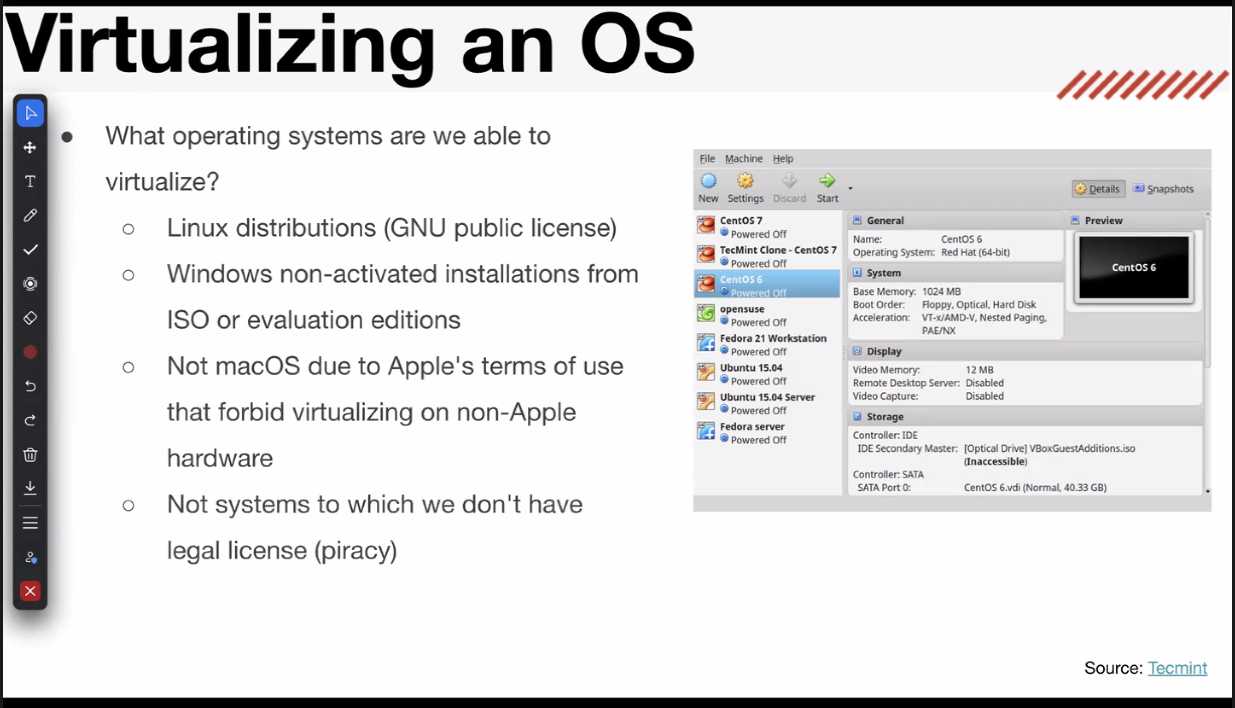 Virtualizing an OS
What operating systems are we able to
virtualize?
Linux distributions (GNU public license)
Windows non-activated installations from
ISO or evaluation editions
Not macOS due to Apple's terms of use
that forbid virtualizing on non-Apple
hardware
Not systems to which we don't have
legal license (piracy)
File Machine Help
New Settings Discard Start
Details Snapshots
CentOS 7
Powered Off
TecMint Clone - CentOS 7
Powered Off
CentOS 6
Powered Off
opensuse
Powered Off
Fedora 21 Workstation
Powered Off
Ubuntu 15.04
Powered Off
Ubuntu 15.04 Server
Powered Off
Fedora server
Powered Off
General
Name: CentOS 6
Operating System: Red Hat (64-bit)
System
Base Memory: 1024 MB
Boot Order: Floppy, Optical, Hard Disk
Acceleration: VT-x/AMD-V, Nested Paging,
PAE/NX
Display
Video Memory: 12 MB
Remote Desktop Server: Disabled
Video Capture: Disabled
Storage
Controller: IDE
IDE Secondary Master: [Optical Drive] VBoxGuestAdditions.iso
(Inaccessible)
Controller: SATA
SATA Port 0: CentOS 6.vdi (Normal, 40.33 GB)
Preview
CentOS 6
Source: Tecmint